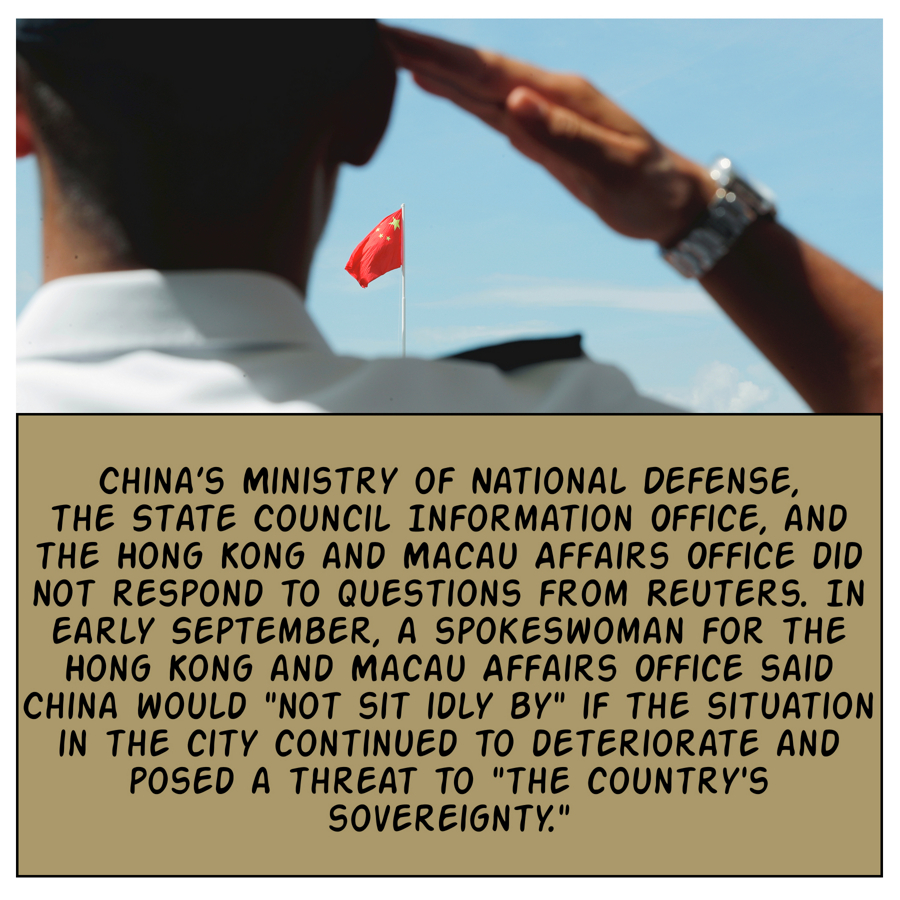 CHINA'S MINISTRY OF NATIONAL DEFENSE,
THE STATE COUNCIL INFORMATION OFFICE, AND
THE HONG KONG AND MACAU AFFAIRS OFFICE DID
NOT RESPOND TO QUESTIONS FROM REUTERS. IN
EARLY SEPTEMBER, A SPOKESWOMAN FOR THE
HONG KONG AND MACAU AFFAIRS OFFICE SAID
CHINA WOULD "NOT SIT IDLY BY" IF THE SITUATION
IN THE CITY CONTINUED TO DETERIORATE AND
POSED A THREAT TO "THE COUNTRY'S
SOVEREIGNTY."